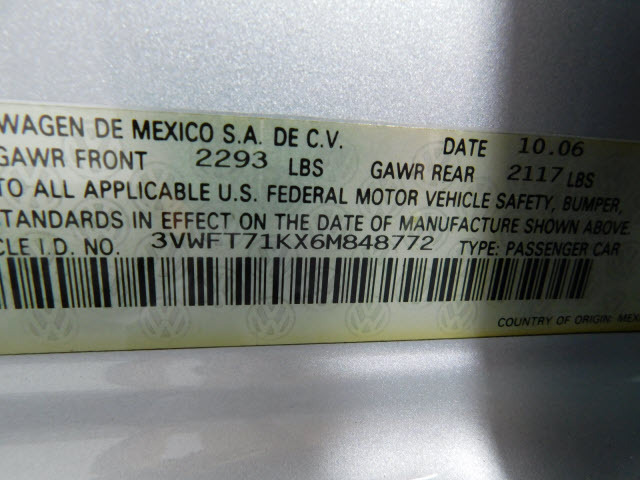 WAGEN DE MEXICO S.A. DE C.V. DATE 10.06
GAWR FRONT 2293 LBS GAWR REAR 2117 LBS
TO ALL APPLICABLE U.S. FEDERAL MOTOR VEHICLE SAFETY, BUMPER,
STANDARDS IN EFFECT ON THE DATE OF MANUFACTURE SHOWN ABOVE.
CLE I.D. NO. 3VWFT71KX6M848772 TYPE: PASSENGER CAR
COUNTRY OF ORIGIN: MEX